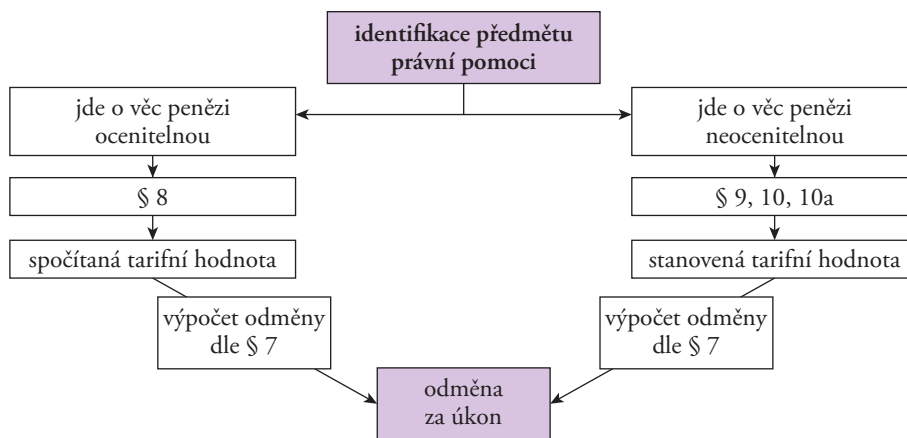 identifikace předmětu
právní pomoci
jde o věc penězi
ocenitelnou
jde o věc penězi
neocenitelnou
§ 8
§ 9, 10, 10a
spočítaná tarifní hodnota
stanovená tarifní hodnota
výpočet odměny
dle § 7
výpočet odměny
dle § 7
odměna
za úkon